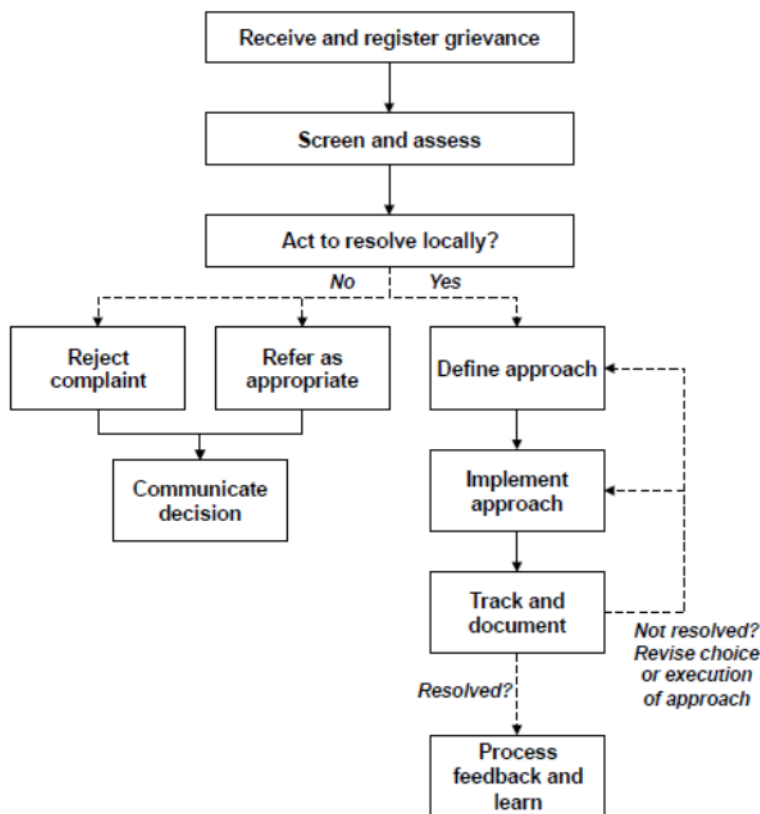 Receive and register grievance
Screen and assess
Act to resolve locally?
No
Yes
Reject
complaint
Refer as
appropriate
Define approach
Communicate
decision
Implement
approach
Track and
document
Not resolved?
Revise choice
or execution
of approach
Resolved?
Process
feedback and
learn